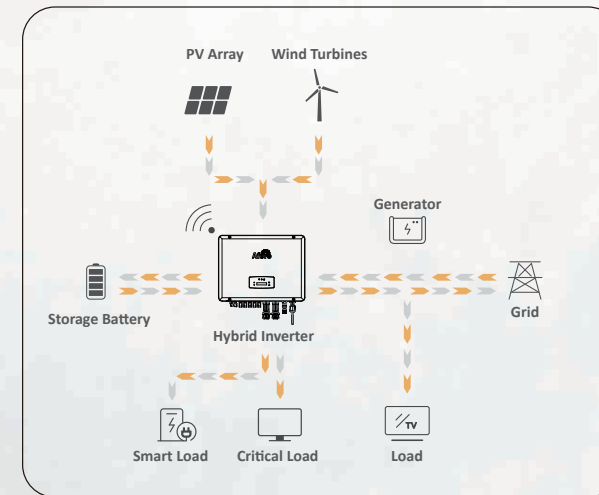 PV Array
Wind Turbines
Generator
Storage Battery
Hybrid Inverter
Grid
TV
Smart Load
Critical Load
Load